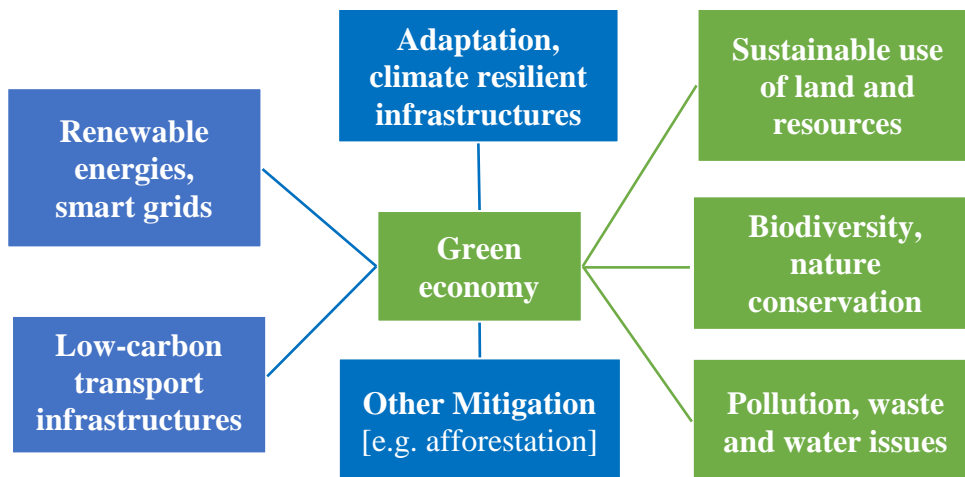 Adaptation,
climate resilient
infrastructures
Sustainable use
of land and
resources
Renewable
energies,
smart grids
Green
economy
Biodiversity,
nature
conservation
Low-carbon
transport
infrastructures
Other Mitigation
[e.g. afforestation]
Pollution, waste
and water issues